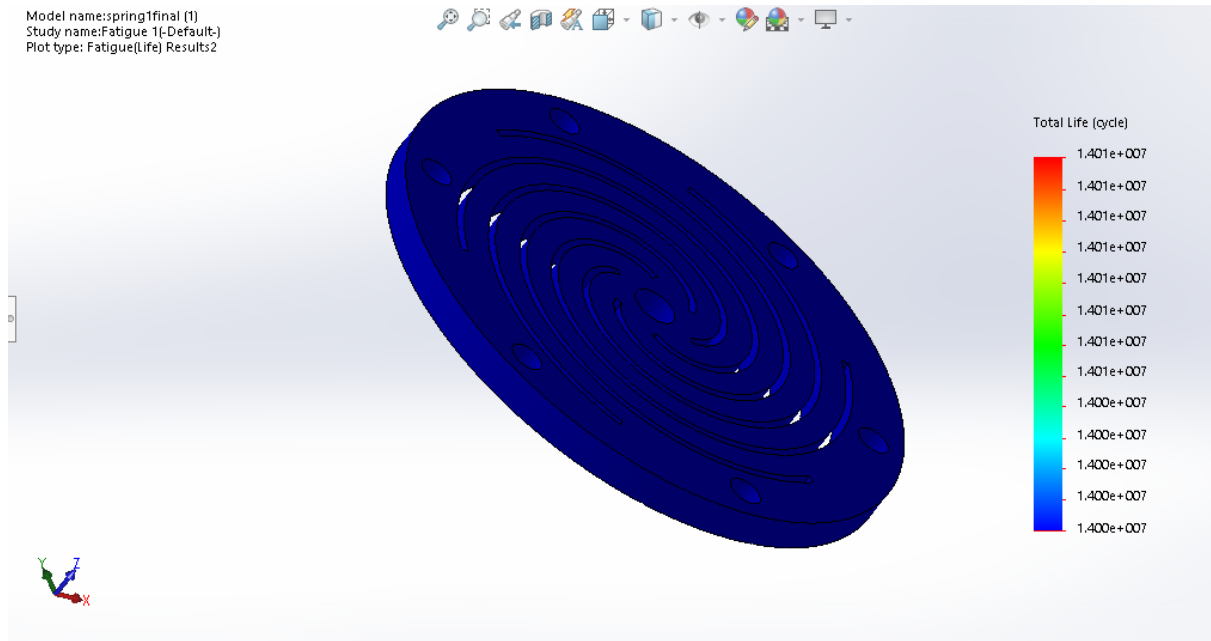 Model name:spring1final (1)
Study name:Fatigue 1(-Default-)
Plot type: Fatigue(Life) Results2
Total Life (cycle)
1.401e+007
1.401e+007
1.401e+007
1.401e+007
1.401e+007
1.401e+007
1.401e+007
1.401e+007
1.400e+007
1.400e+007
1.400e+007
1.400e+007
1.400e+007
Y
Z
X